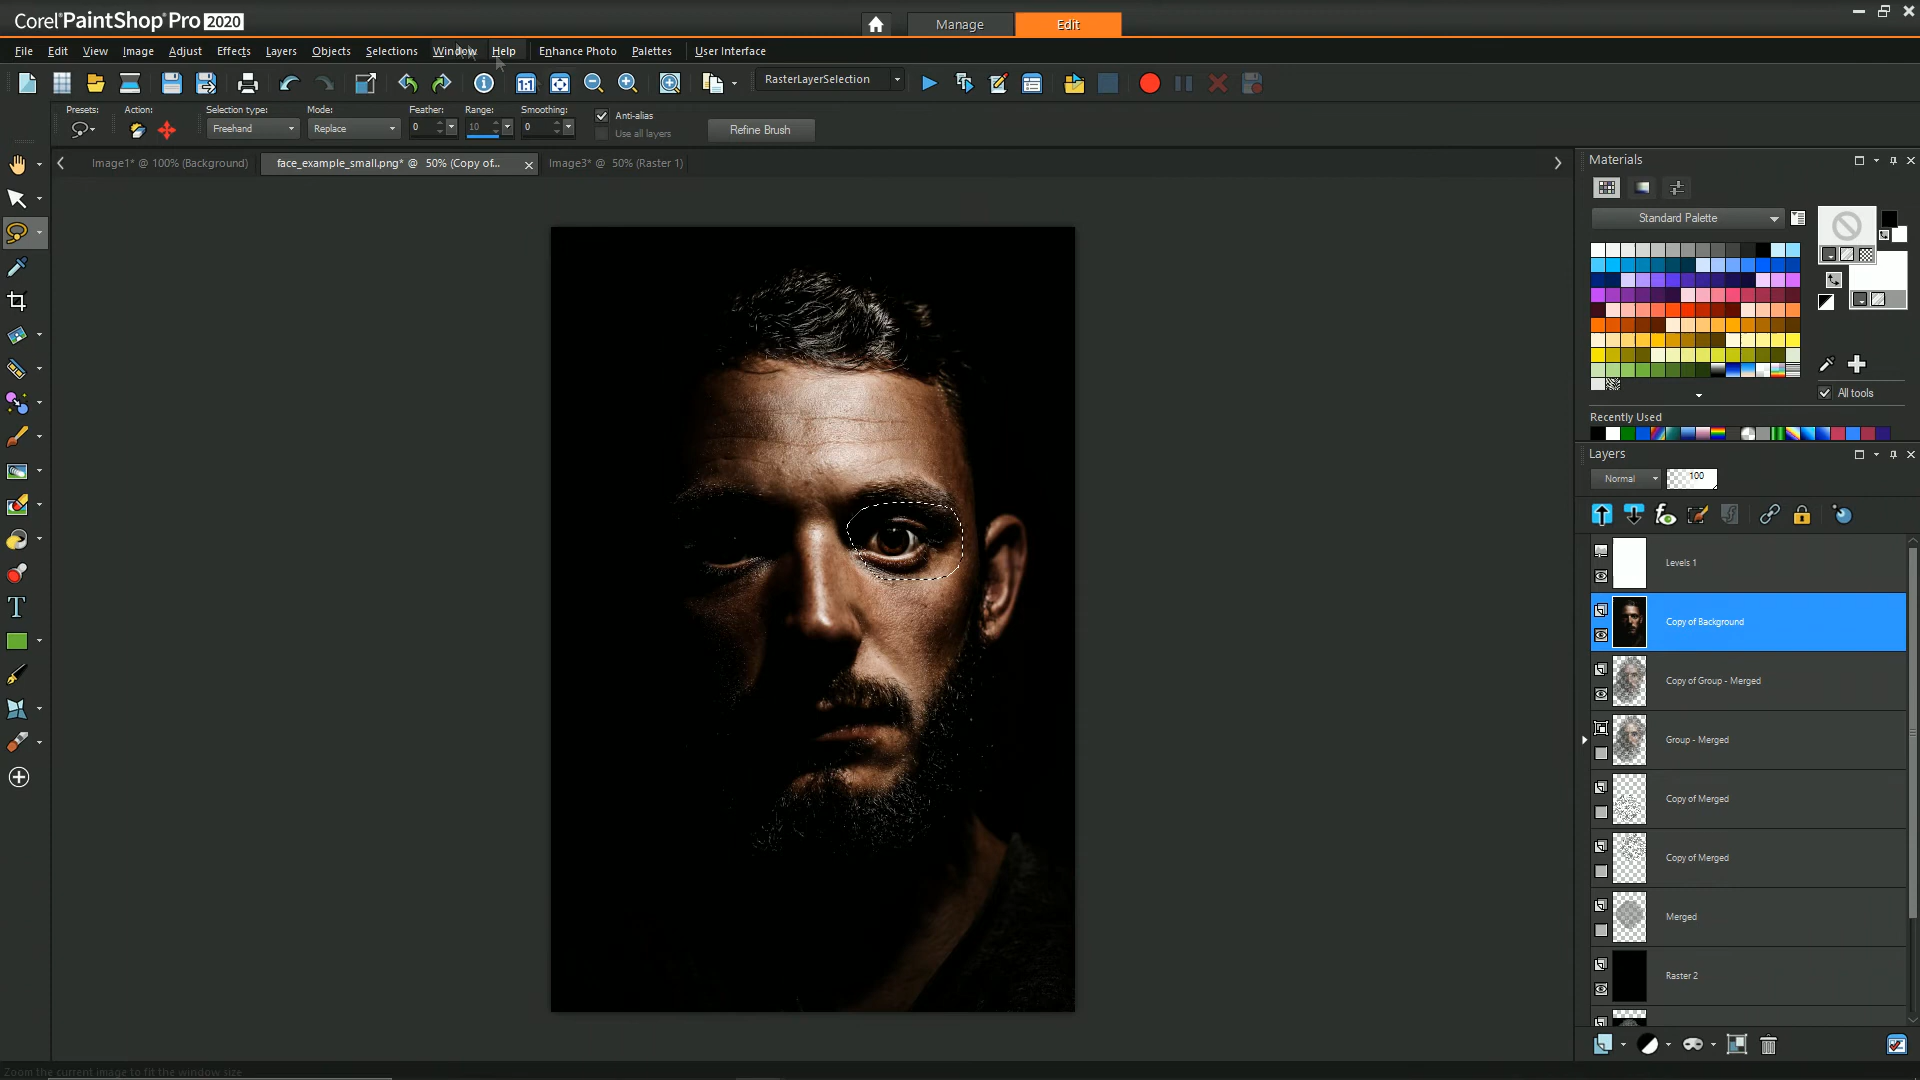 Corel PaintShop Pro 2020
Manage
Edit
File Edit View Image Adjust Effects Layers Objects Selections Window Help Enhance Photo Palettes User Interface
RasterLayerSelection
Presets: Action: Selection type: Mode: Feather: Range: Smoothing: Anti-alias
Freehand Replace 0 10 0 Use all layers Refine Brush
Image1* @ 100% (Background) face_example_small.png* @ 50% (Copy of... Image3* @ 50% (Raster 1)
Materials
Standard Palette
All tools
Recently Used
Layers
Normal 100
Levels 1
Copy of Background
Copy of Group - Merged
Group - Merged
Copy of Merged
Copy of Merged
Merged
Raster 2
Zoom the current image to fit the window size